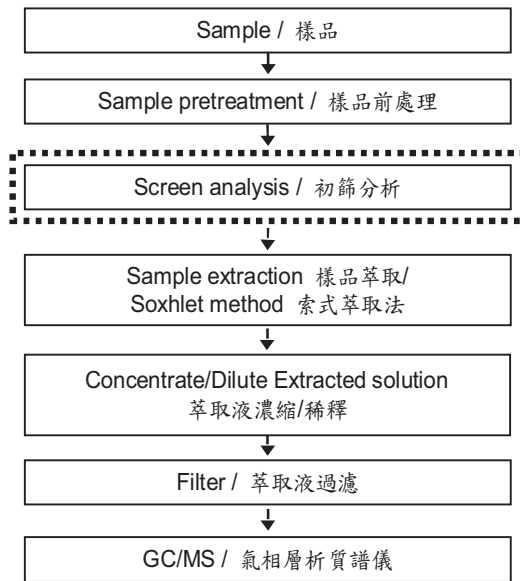 Sample / 樣品
Sample pretreatment / 樣品前處理
Screen analysis / 初篩分析
Sample extraction 樣品萃取/
Soxhlet method 索式萃取法
Concentrate/Dilute Extracted solution
萃取液濃縮/稀釋
Filter / 萃取液過濾
GC/MS / 氣相層析質譜儀